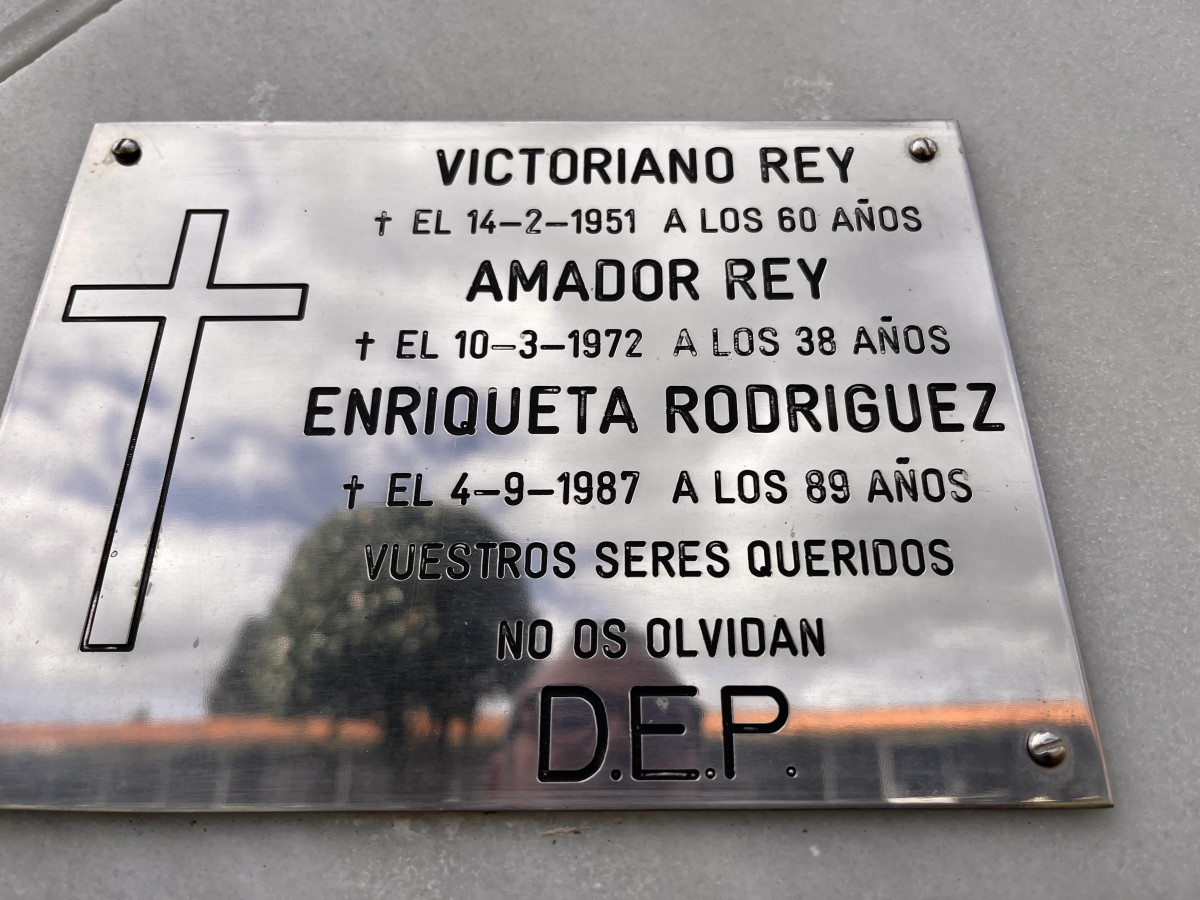 VICTORIANO REY
† EL 14-2-1951 A LOS 60 AÑOS
AMADOR REY
† EL 10-3-1972 A LOS 38 AÑOS
ENRIQUETA RODRIGUEZ
† EL 4-9-1987 A LOS 89 AÑOS
VUESTROS SERES QUERIDOS
NO OS OLVIDAN
D.E.P.